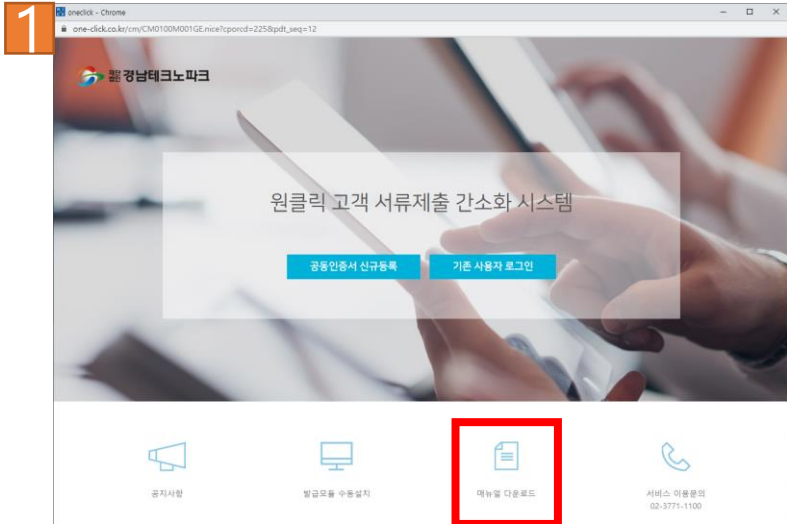 1
oneclick - Chrome
one-click.co.kr/cm/CM0100M001GE.nice?cporcd=225&pdt_seq=12
경남테크노파크
원클릭 고객 서류제출 간소화 시스템
공동인증서 신규등록
기존 사용자 로그인
공지사항
발급모듈 수동설치
매뉴얼 다운로드
서비스 이용문의
02-3771-1100